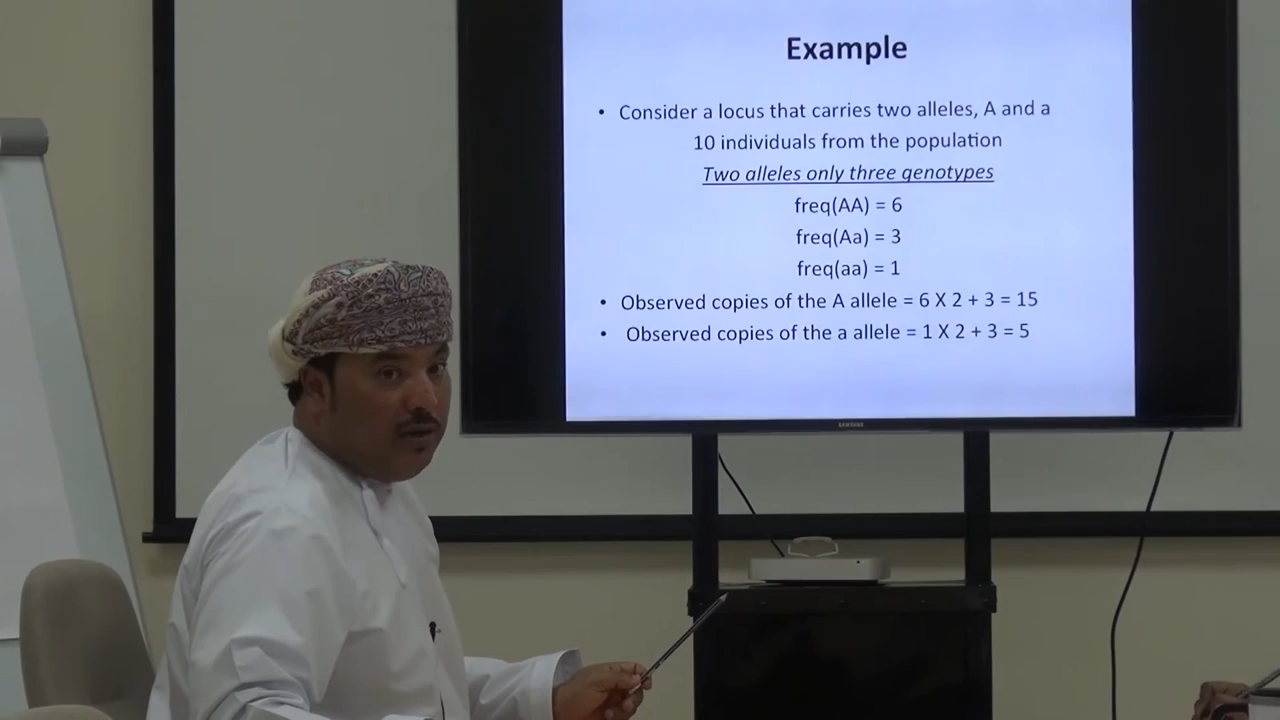 Example
• Consider a locus that carries two alleles, A and a
10 individuals from the population
Two alleles only three genotypes
freq(AA) = 6
freq(Aa) = 3
freq(aa) = 1
• Observed copies of the A allele = 6 X 2 + 3 = 15
• Observed copies of the a allele = 1 X 2 + 3 = 5
SAMSUNG